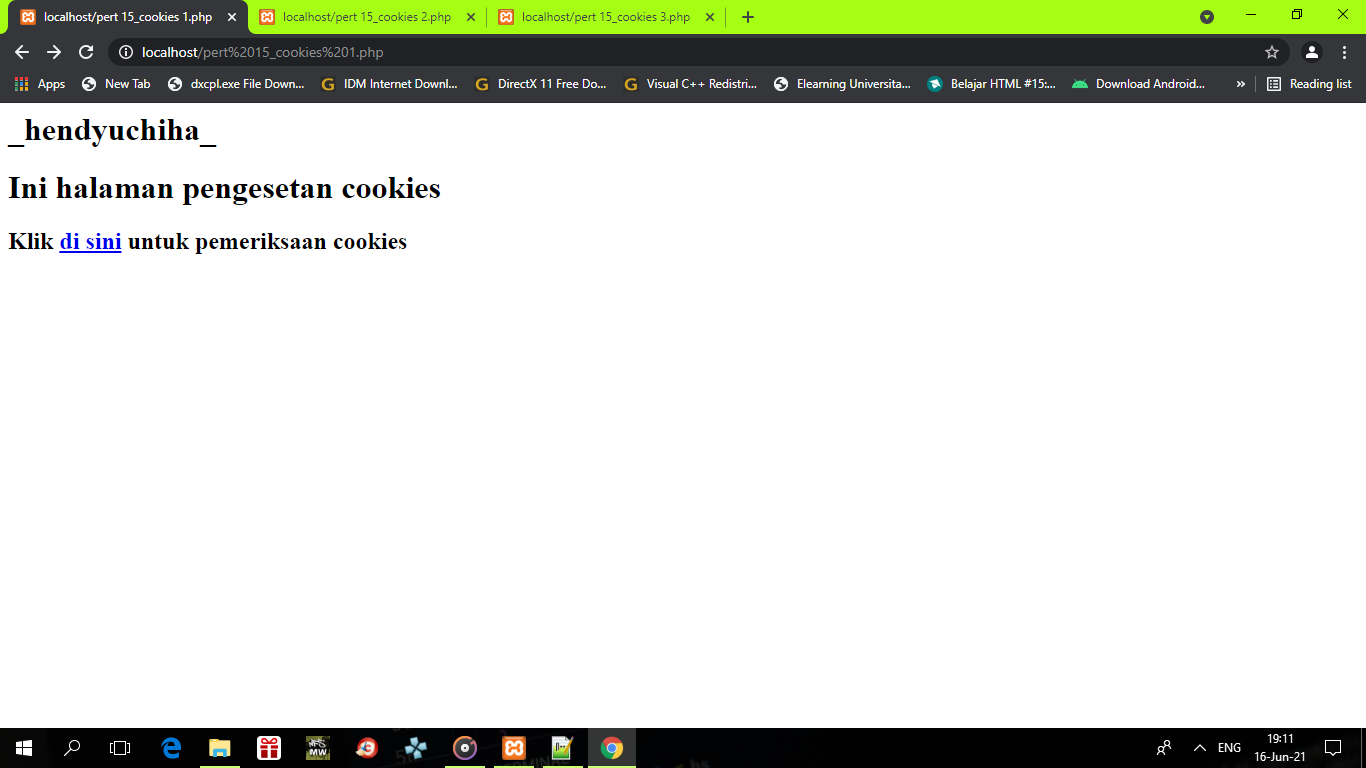 localhost/pert 15_cookies 1.php
localhost/pert 15_cookies 2.php
localhost/pert 15_cookies 3.php
localhost/pert%2015_cookies%201.php
Apps
New Tab
dxcpl.exe File Down...
IDM Internet Downl...
DirectX 11 Free Do...
Visual C++ Redistri...
Elearning Universita...
Belajar HTML #15:...
Download Android...
»
Reading list
_hendyuchiha_
Ini halaman pengesetan cookies
Klik di sini untuk pemeriksaan cookies
ENG
19:11
16-Jun-21